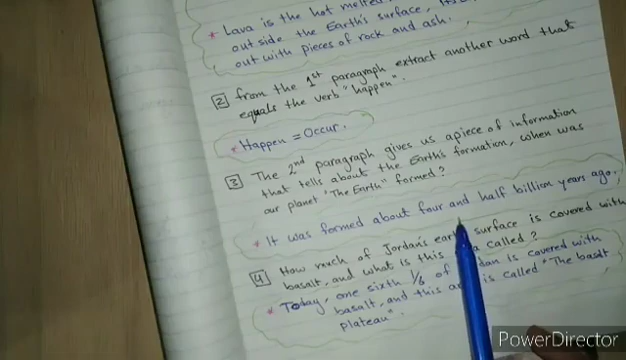 * Lava is the hot melted
out side the Earth's surface,
out with pieces of rock and ash.
2 from the 1st paragraph extract another word that
equals the verb "happen".
* Happen = Occur.
3 The 2nd paragraph gives us apiece of information
that tells about the Earth's formation, when was
our planet "The Earth" formed?
* It was formed about four and half billion years ago.
4 How much of Jordan's surface is covered with
basalt, and what is this called?
* Today, one sixth 1/6 of is covered with
basalt, and this is called "The basalt
plateau".
PowerDirector